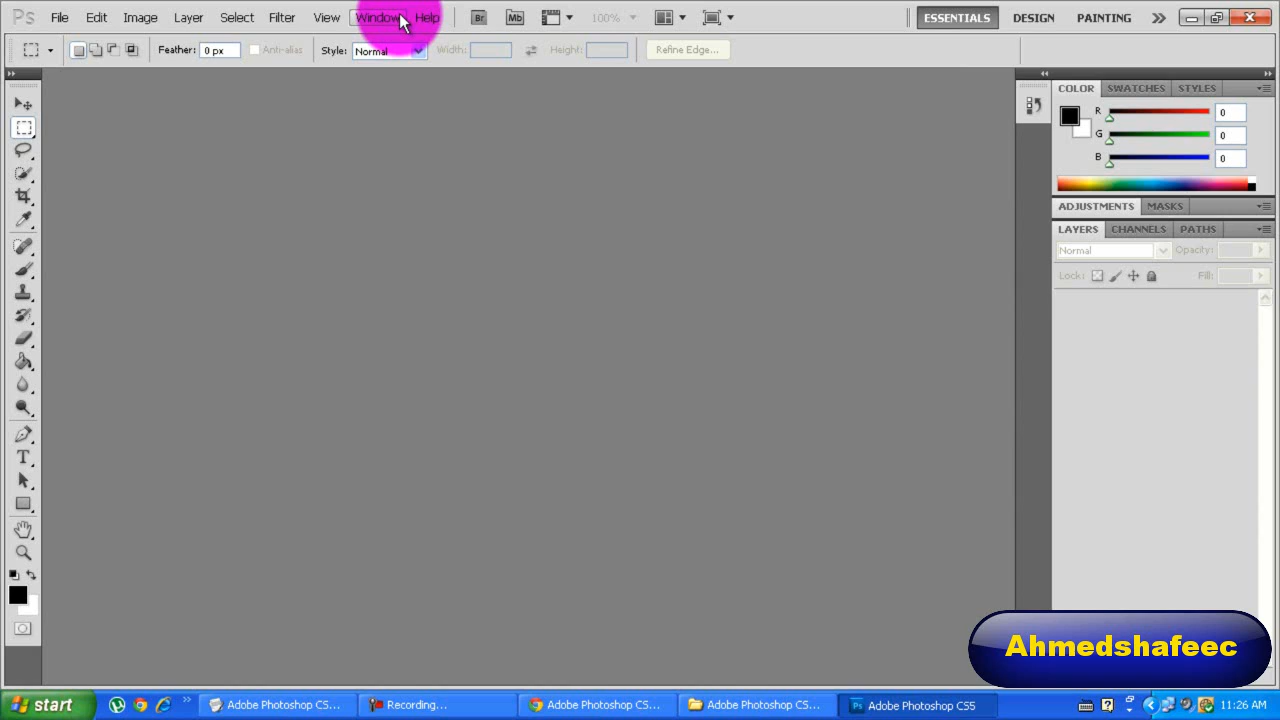 Ps File Edit Image Layer Select Filter View Window Help Br Mb 100% ESSENTIALS DESIGN PAINTING
Feather: 0 px Anti-alias Style: Normal Width: Height: Refine Edge...
COLOR SWATCHES STYLES
R 0
G 0
B 0
ADJUSTMENTS MASKS
LAYERS CHANNELS PATHS
Normal Opacity:
Lock: Fill:
T
Ahmedshafeec
start Adobe Photoshop CS5... Recording... Adobe Photoshop CS... Adobe Photoshop CS... Ps Adobe Photoshop CS5 11:26 AM